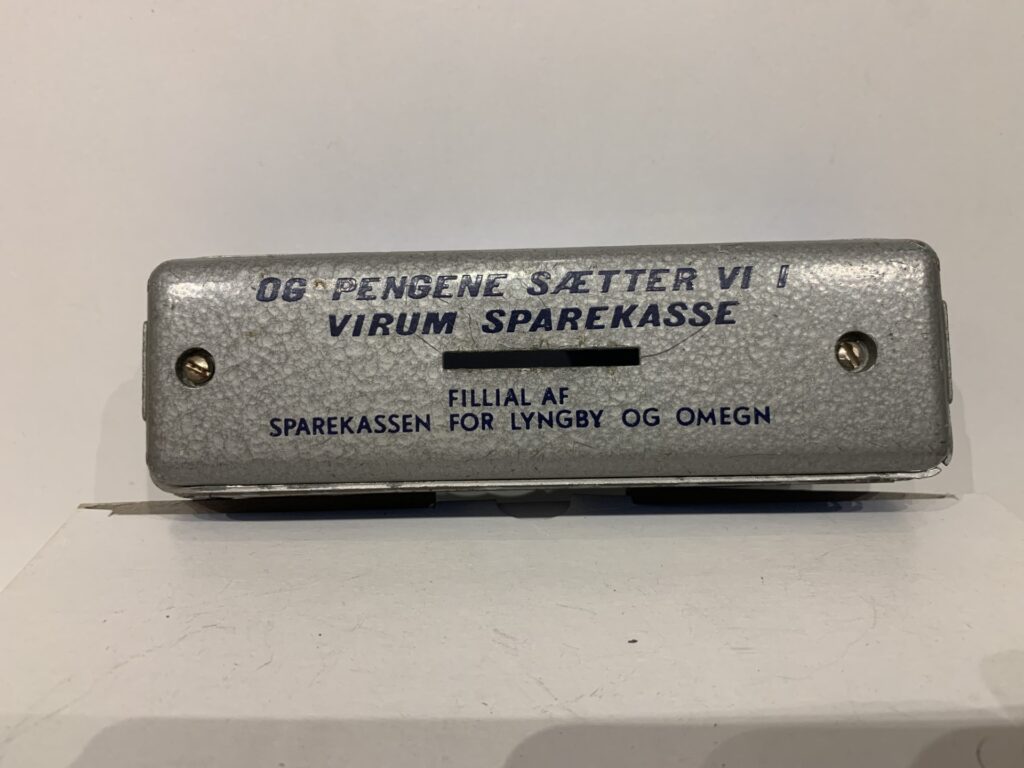 OG PENGENE SÆTTER VI I
VIRUM SPAREKASSE
FILLIAL AF
SPAREKASSEN FOR LYNGBY OG OMEGN